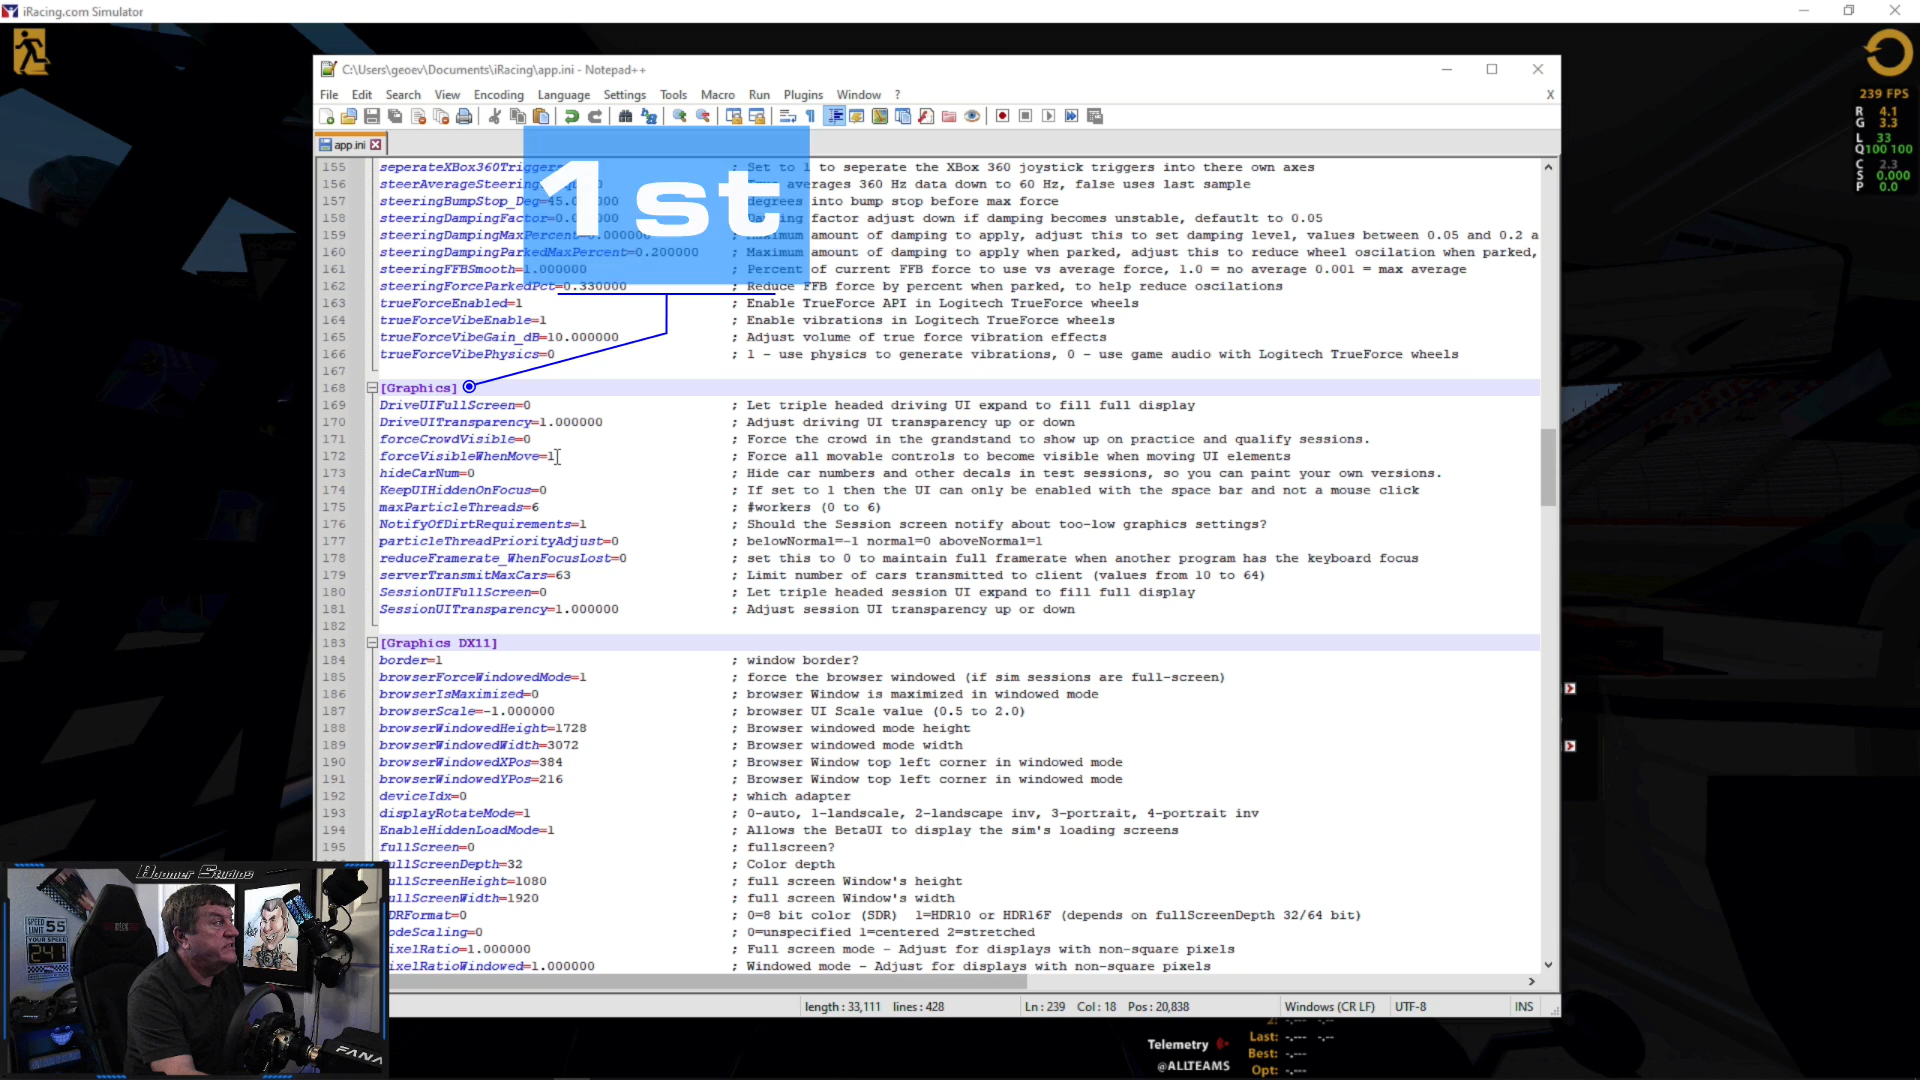 iRacing.com Simulator
239 FPS
R 4.1
G 3.3
L 33
Q 100 100
C 2.3
S 0.000
P 0.0
C:\Users\geoev\Documents\iRacing\app.ini - Notepad++
File Edit Search View Encoding Language Settings Tools Macro Run Plugins Window ? X
app.ini
1st
155 seperateXBox360Triggers ; Set to 1 to seperate the XBox 360 joystick triggers into there own axes
156 steerAverageSteering averages 360 Hz data down to 60 Hz, false uses last sample
157 steeringBumpStop_Deg=45.0 000 degrees into bump stop before max force
158 steeringDampingFactor=0.0 000 factor adjust down if damping becomes unstable, defautlt to 0.05
159 steeringDampingMaxPercent=0.000000 ; Maximum amount of damping to apply, adjust this to set damping level, values between 0.05 and 0.2 a
160 steeringDampingParkedMaxPercent=0.200000 ; Maximum amount of damping to apply when parked, adjust this to reduce wheel oscilation when parked,
161 steeringFFBSmooth=1.000000 ; Percent of current FFB force to use vs average force, 1.0 = no average 0.001 = max average
162 steeringForceParkedPct=0.330000 ; Reduce FFB force by percent when parked, to help reduce oscilations
163 trueForceEnabled=1 ; Enable TrueForce API in Logitech TrueForce wheels
164 trueForceVibeEnable=1 ; Enable vibrations in Logitech TrueForce wheels
165 trueForceVibeGain_dB=10.000000 ; Adjust volume of true force vibration effects
166 trueForceVibePhysics=0 ; 1 - use physics to generate vibrations, 0 - use game audio with Logitech TrueForce wheels
167
168 [Graphics]
169 DriveUIFullScreen=0 ; Let triple headed driving UI expand to fill full display
170 DriveUITransparency=1.000000 ; Adjust driving UI transparency up or down
171 forceCrowdVisible=0 ; Force the crowd in the grandstand to show up on practice and qualify sessions.
172 forceVisibleWhenMove=1 ; Force all movable controls to become visible when moving UI elements
173 hideCarNum=0 ; Hide car numbers and other decals in test sessions, so you can paint your own versions.
174 KeepUIHiddenOnFocus=0 ; If set to 1 then the UI can only be enabled with the space bar and not a mouse click
175 maxParticleThreads=6 ; #workers (0 to 6)
176 NotifyOfDirtRequirements=1 ; Should the Session screen notify about too-low graphics settings?
177 particleThreadPriorityAdjust=0 ; belowNormal=-1 normal=0 aboveNormal=1
178 reduceFramerate_WhenFocusLost=0 ; set this to 0 to maintain full framerate when another program has the keyboard focus
179 serverTransmitMaxCars=63 ; Limit number of cars transmitted to client (values from 10 to 64)
180 SessionUIFullScreen=0 ; Let triple headed session UI expand to fill full display
181 SessionUITransparency=1.000000 ; Adjust session UI transparency up or down
182
183 [Graphics DX11]
184 border=1 ; window border?
185 browserForceWindowedMode=1 ; force the browser windowed (if sim sessions are full-screen)
186 browserIsMaximized=0 ; browser Window is maximized in windowed mode
187 browserScale=-1.000000 ; browser UI Scale value (0.5 to 2.0)
188 browserWindowedHeight=1728 ; Browser windowed mode height
189 browserWindowedWidth=3072 ; Browser windowed mode width
190 browserWindowedXPos=384 ; Browser Window top left corner in windowed mode
191 browserWindowedYPos=216 ; Browser Window top left corner in windowed mode
192 deviceIdx=0 ; which adapter
193 displayRotateMode=1 ; 0-auto, 1-landscale, 2-landscape inv, 3-portrait, 4-portrait inv
194 EnableHiddenLoadMode=1 ; Allows the BetaUI to display the sim's loading screens
195 fullScreen=0 ; fullscreen?
ullScreenDepth=32 ; Color depth
ullScreenHeight=1080 ; full screen Window's height
ullScreenWidth=1920 ; full screen Window's width
DRFormat=0 ; 0=8 bit color (SDR) 1=HDR10 or HDR16F (depends on fullScreenDepth 32/64 bit)
odeScaling=0 ; 0=unspecified 1=centered 2=stretched
ixelRatio=1.000000 ; Full screen mode - Adjust for displays with non-square pixels
ixelRatioWindowed=1.000000 ; Windowed mode - Adjust for displays with non-square pixels
length : 33,111 lines : 428 Ln : 239 Col : 18 Pos : 20,838 Windows (CR LF) UTF-8 INS
Boomer Studios
SPEED LIMIT 55
YOUR SPEED
241
FANA
Telemetry
@ALLTEAMS
2: -.--- -.--
Last: -.--- -.--
Best: -.---
Opt: -.---